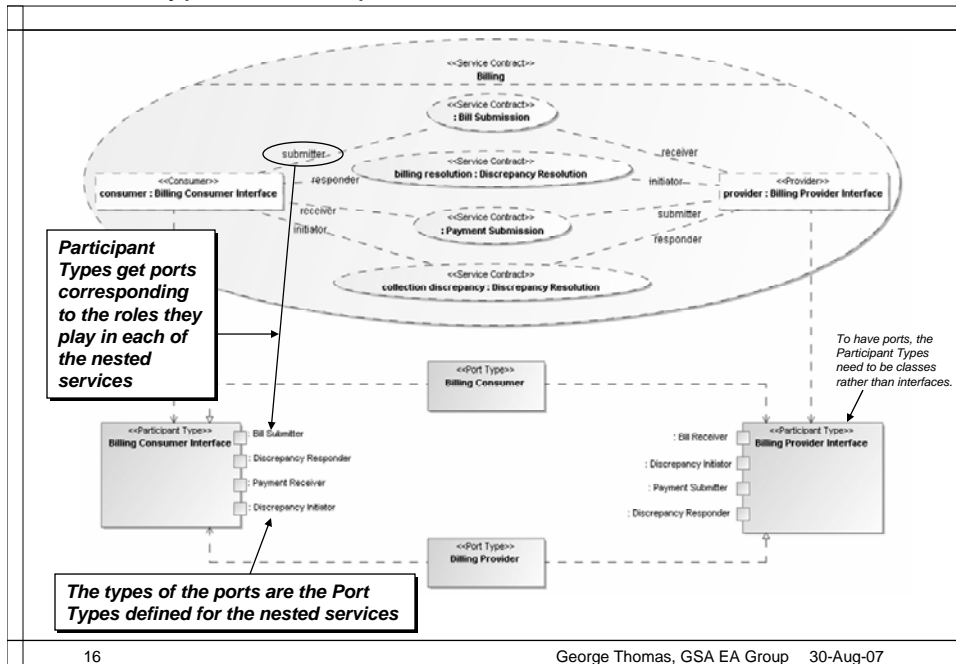 <<Service Contract>>
Billing
<<Service Contract>>
: Bill Submission
submitter
receiver
<<Service Contract>>
billing resolution : Discrepancy Resolution
responder
initiator
<<Consumer>>
consumer : Billing Consumer Interface
<<Provider>>
provider : Billing Provider Interface
receiver
initiator
<<Service Contract>>
: Payment Submission
submitter
responder
<<Service Contract>>
collection discrepancy : Discrepancy Resolution
Participant
Types get ports
corresponding
to the roles they
play in each of
the nested
services
To have ports, the
Participant Types
need to be classes
rather than interfaces.
<<Port Type>>
Billing Consumer
<<Participant Type>>
Billing Consumer Interface
: Bill Submitter
: Discrepancy Responder
: Payment Receiver
: Discrepancy Initiator
<<Participant Type>>
Billing Provider Interface
: Bill Receiver
: Discrepancy Initiator
: Payment Submitter
: Discrepancy Responder
<<Port Type>>
Billing Provider
The types of the ports are the Port
Types defined for the nested services
16
George Thomas, GSA EA Group 30-Aug-07